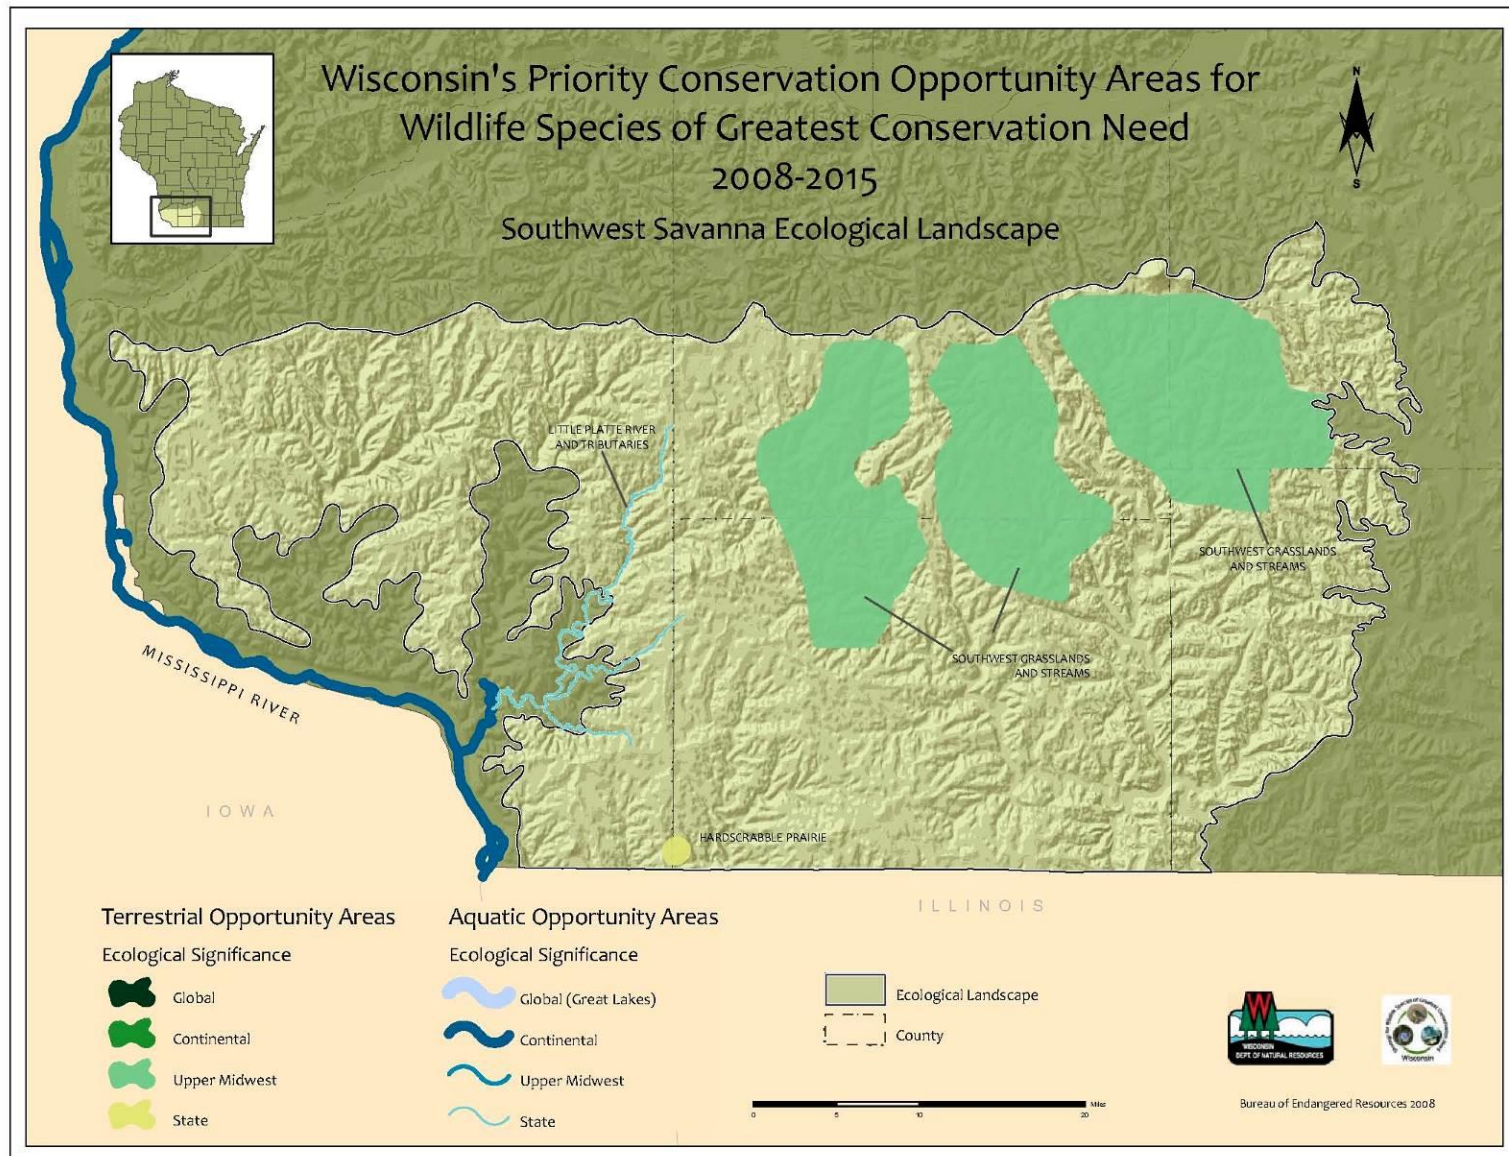 Wisconsin's Priority Conservation Opportunity Areas for
Wildlife Species of Greatest Conservation Need
2008-2015
Southwest Savanna Ecological Landscape
N
S
LITTLE PLATTE RIVER
AND TRIBUTARIES
SOUTHWEST GRASSLANDS
AND STREAMS
SOUTHWEST GRASSLANDS
AND STREAMS
MISSISSIPPI RIVER
IOWA
HARDSCRABBLE PRAIRIE
ILLINOIS
Terrestrial Opportunity Areas
Ecological Significance
Global
Continental
Upper Midwest
State
Aquatic Opportunity Areas
Ecological Significance
Global (Great Lakes)
Continental
Upper Midwest
State
Ecological Landscape
County
0 5 10 20 Miles
W
WISCONSIN
DEPT. OF NATURAL RESOURCES
Wisconsin
Bureau of Endangered Resources 2008